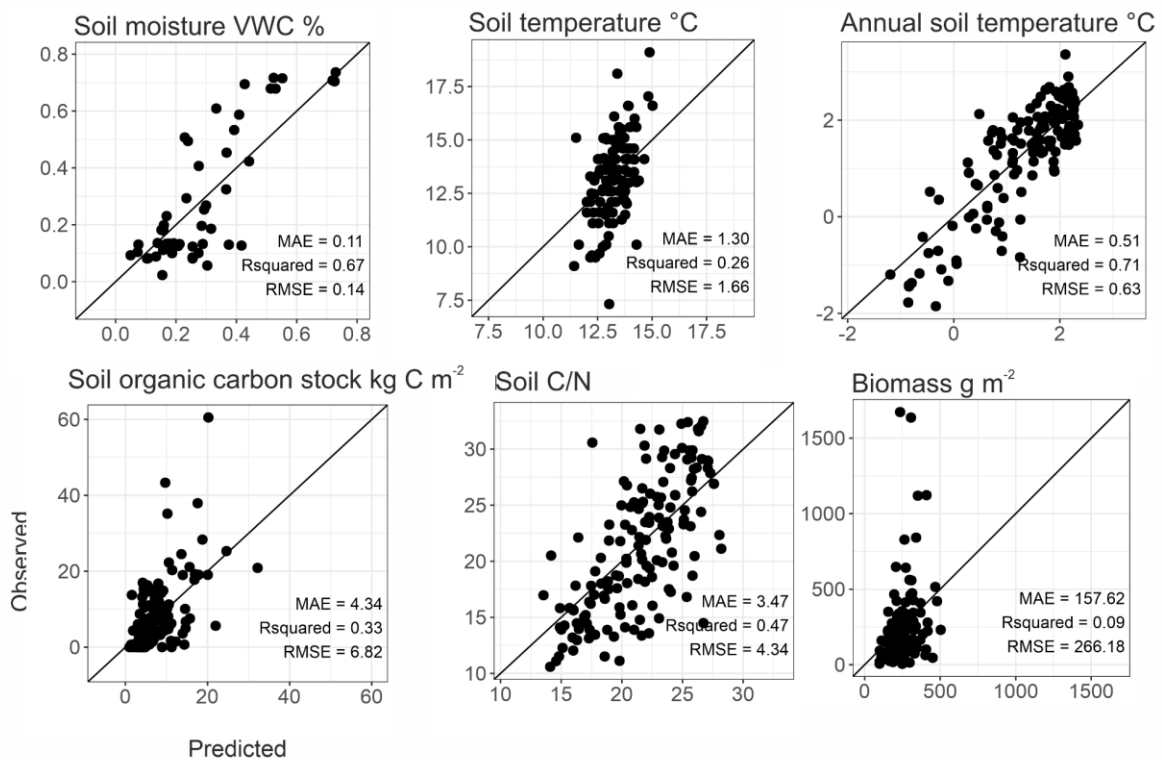 Soil moisture VWC %
0.8
0.6
0.4
0.2
0.0
MAE = 0.11
Rsquared = 0.67
RMSE = 0.14
0.0 0.2 0.4 0.6 0.8
Soil temperature °C
17.5
15.0
12.5
10.0
7.5
MAE = 1.30
Rsquared = 0.26
RMSE = 1.66
7.5 10.0 12.5 15.0 17.5
Annual soil temperature °C
2
0
-2
MAE = 0.51
Rsquared = 0.71
RMSE = 0.63
-2 0 2
Soil organic carbon stock kg C m-2
60
40
20
0
MAE = 4.34
Rsquared = 0.33
RMSE = 6.82
0 20 40 60
Soil C/N
30
25
20
15
10
MAE = 3.47
Rsquared = 0.47
RMSE = 4.34
10 15 20 25 30
Biomass g m-2
1500
1000
500
0
MAE = 157.62
Rsquared = 0.09
RMSE = 266.18
0 500 1000 1500
Observed
Predicted